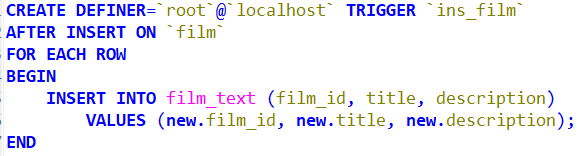 CREATE DEFINER=`root`@`localhost` TRIGGER `ins_film`
AFTER INSERT ON `film`
FOR EACH ROW
BEGIN
    INSERT INTO film_text (film_id, title, description)
        VALUES (new.film_id, new.title, new.description);
END